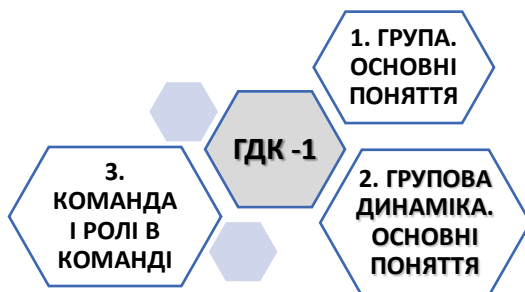 1. ГРУПА.
ОСНОВНІ
ПОНЯТТЯ
ГДК -1
2. ГРУПОВА
ДИНАМІКА.
ОСНОВНІ
ПОНЯТТЯ
3.
КОМАНДА
І РОЛІ В
КОМАНДІ